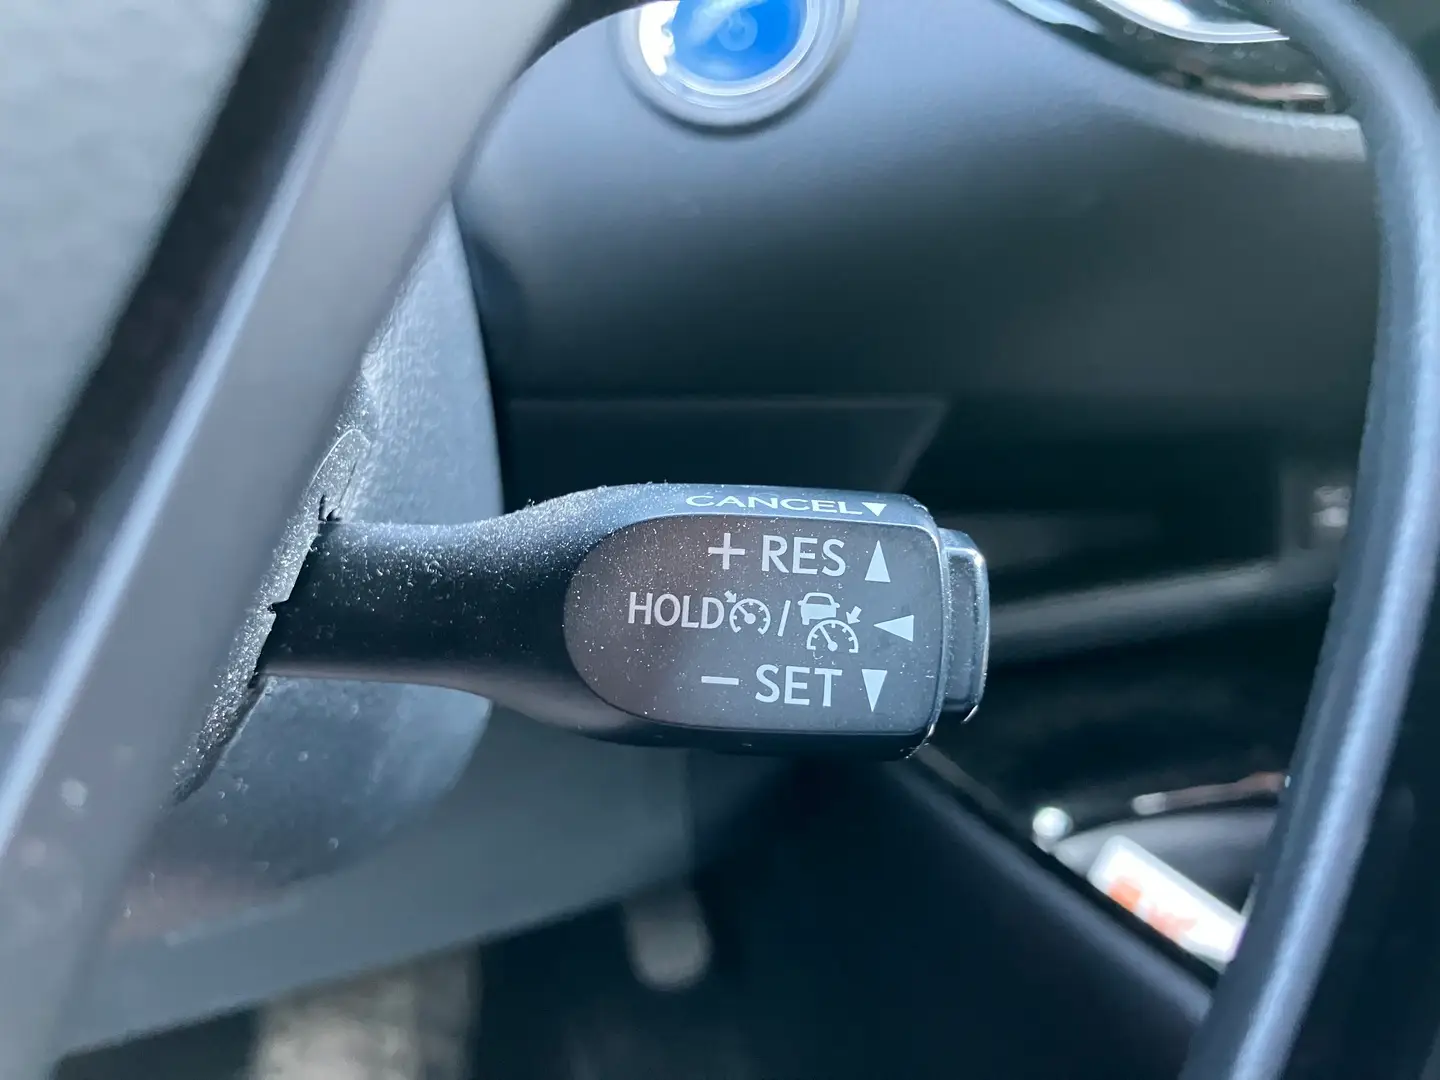 CANCEL▼
+ RES ▲
HOLD / ◀
− SET ▼